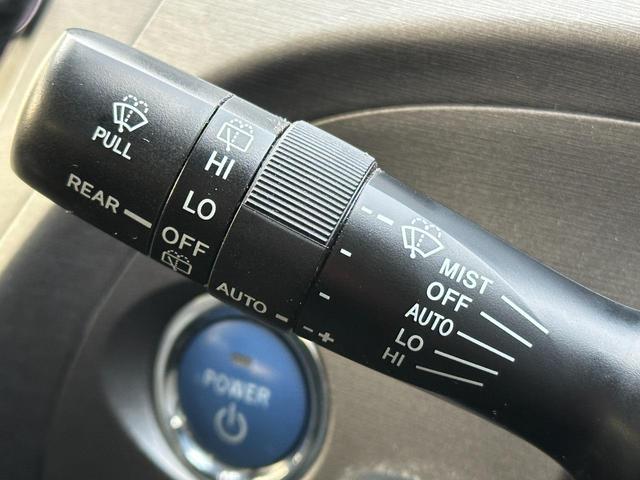 PULL
REAR
HI
LO
OFF
AUTO
- +
MIST
OFF
AUTO
LO
HI
POWER